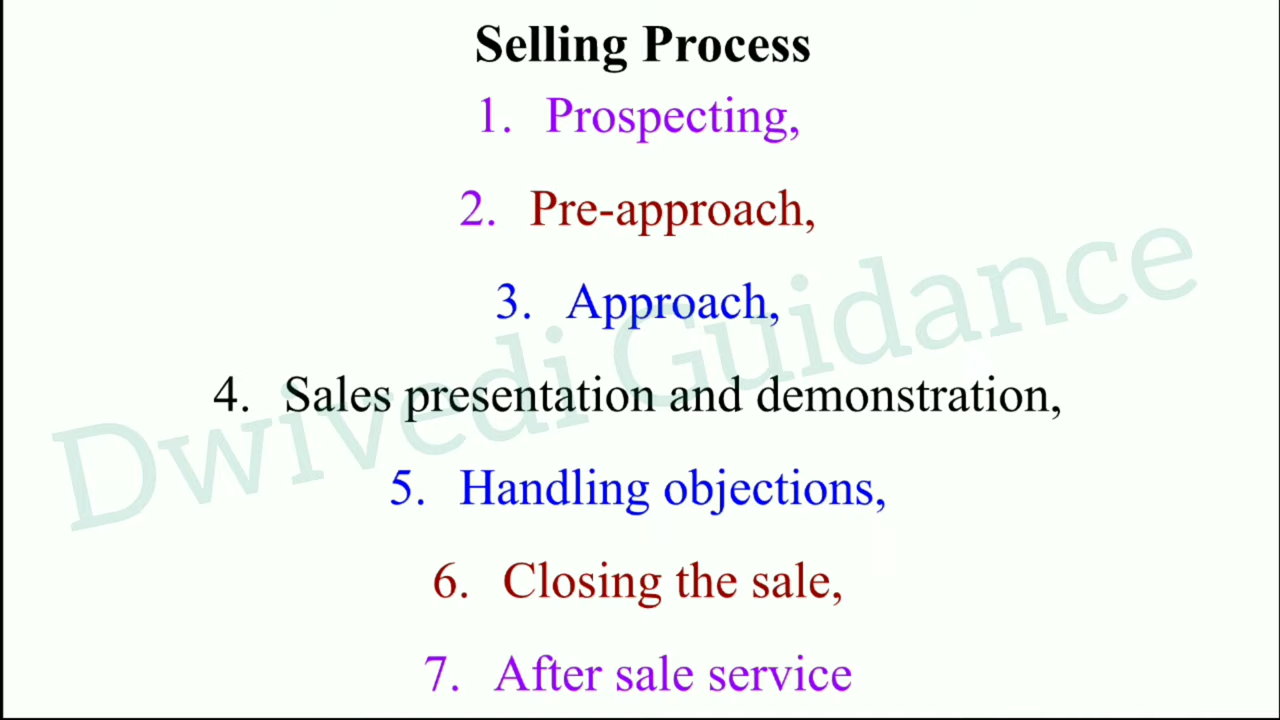 Selling Process
1. Prospecting,
2. Pre-approach,
3. Approach,
4. Sales presentation and demonstration,
5. Handling objections,
6. Closing the sale,
7. After sale service
Dwivedi Guidance